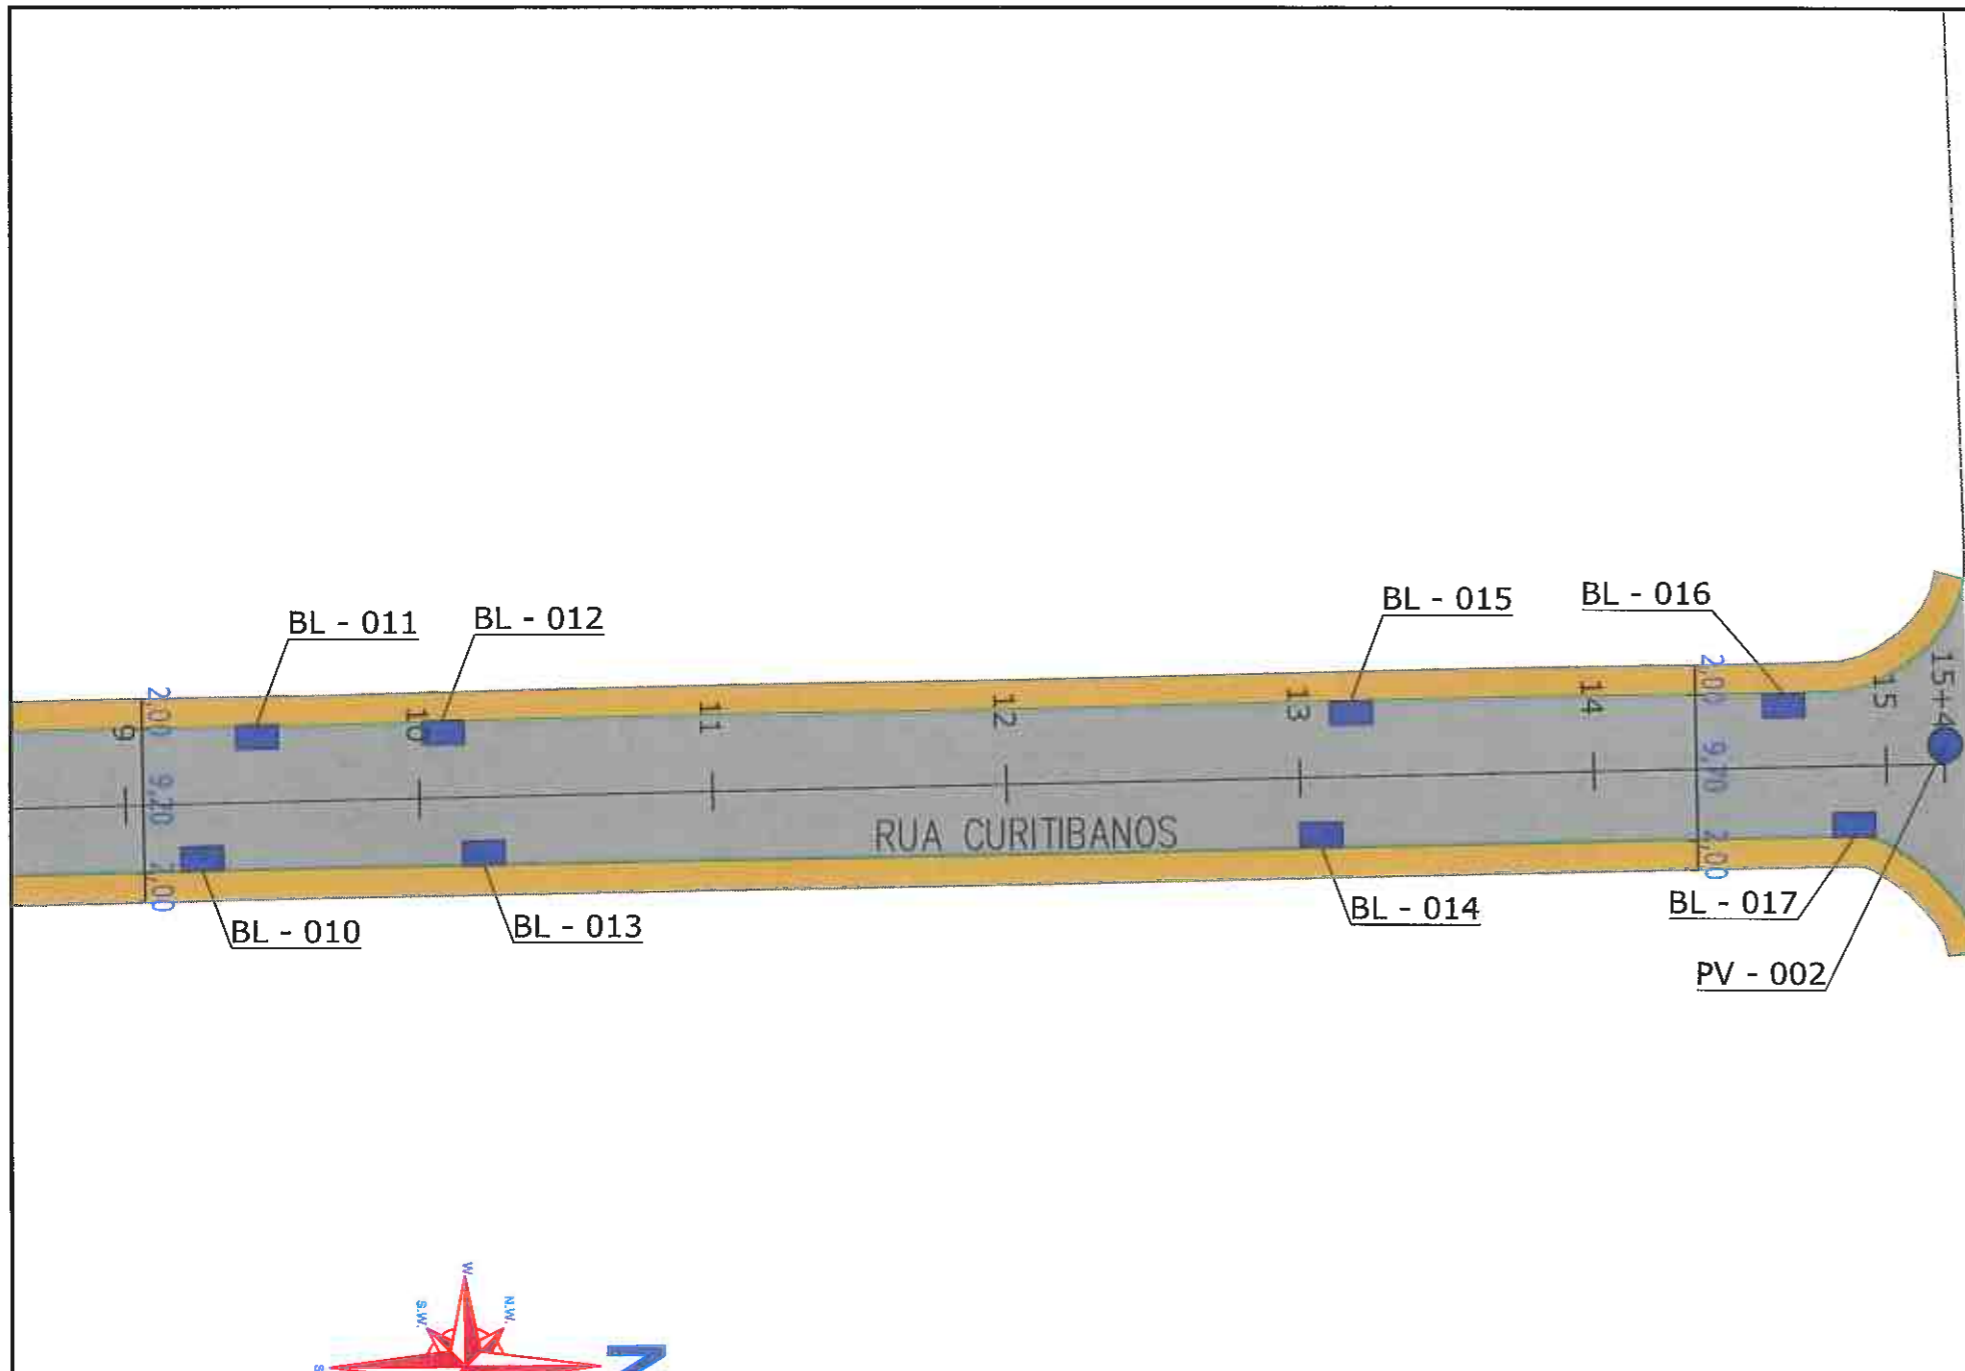 BL - 011
BL - 012
BL - 015
BL - 016
2,00
9
10
11
12
13
14
2,00
15
15+4
9,20
9,70
RUA CURITIBANOS
2,00
2,00
BL - 010
BL - 013
BL - 014
BL - 017
PV - 002
W.
S.W.
N.W.
S
N